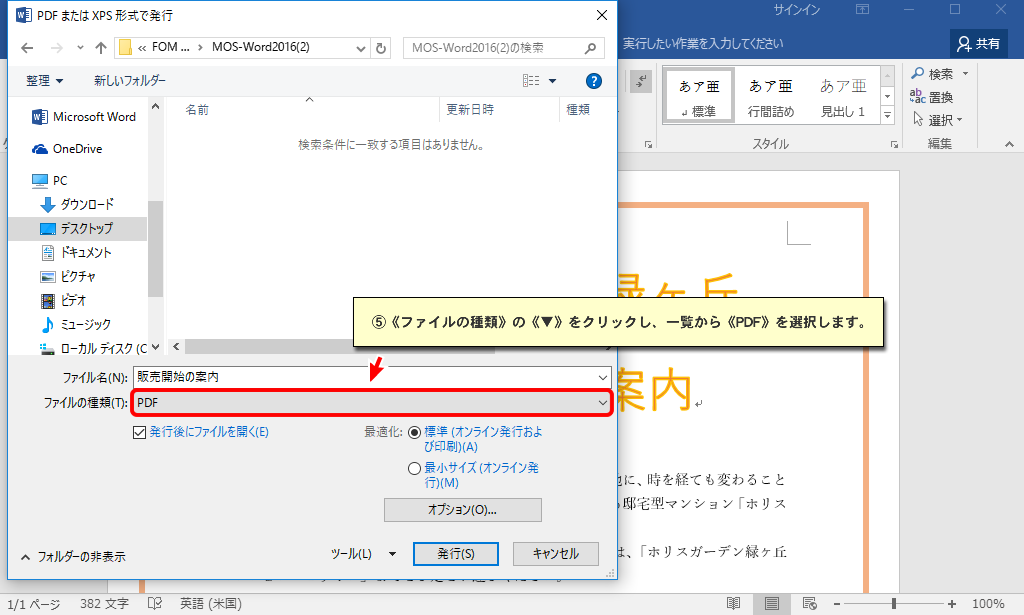 PDF または XPS 形式で発行
サインイン
« FOM ... › MOS-Word2016(2)
MOS-Word2016(2)の検索
実行したい作業を入力してください
共有
整理
新しいフォルダー
あア亜
あア亜
あア亜
↲ 標準
行間詰め
見出し 1
検索
置換
選択
スタイル
編集
名前
更新日時
種類
検索条件に一致する項目はありません。
Microsoft Word
OneDrive
PC
ダウンロード
デスクトップ
ドキュメント
ピクチャ
ビデオ
ミュージック
ローカル ディスク (C
緑ヶ丘
⑤《ファイルの種類》の《▼》をクリックし、一覧から《PDF》を選択します。
案内↲
ファイル名(N):
販売開始の案内
ファイルの種類(T):
PDF
発行後にファイルを開く(E)
最適化:
標準 (オンライン発行およ
び印刷)(A)
最小サイズ (オンライン発
行)(M)
オプション(O)...
に、時を経ても変わること
邸宅型マンション「ホリス
は、「ホリスガーデン緑ヶ丘
フォルダーの非表示
ツール(L)
発行(S)
キャンセル
1/1 ページ
382 文字
英語 (米国)
100%